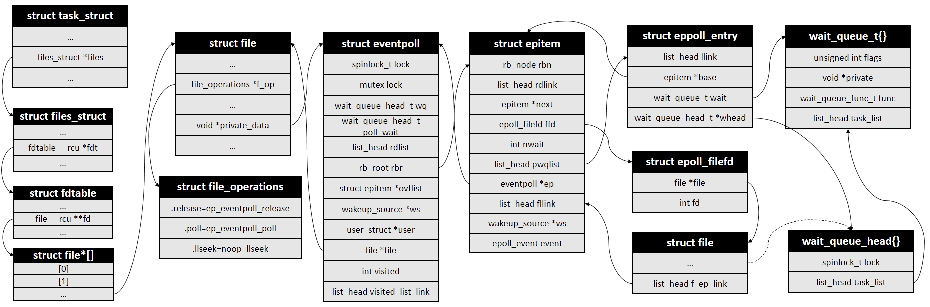 struct task_struct
...
files_struct *files
...
struct files_struct
...
fdtable __rcu *fdt
...
struct fdtable
...
file __rcu **fd
...
struct file*[]
[0]
[1]
...
struct file
...
file_operations *f_op
...
void *private_data
...
struct file_operations
.release=ep_eventpoll_release
.poll=ep_eventpoll_poll
.llseek=noop_llseek
struct eventpoll
spinlock_t lock
mutex lock
wait_queue_head_t wq
wait_queue_head_t
poll_wait
list_head rdlist
rb_root rbr
struct epitem *ovflist
wakeup_source *ws
user_struct *user
file *file
int visited
list_head visited_list_link
struct epitem
rb_node rbn
list_head rdllink
epitem *next
epoll_filefd ffd
int nwait
list_head pwqlist
eventpoll *ep
list_head fllink
wakeup_source *ws
epoll_event event
struct eppoll_entry
list_head llink
epitem *base
wait_queue_t wait
wait_queue_head_t *whead
struct epoll_filefd
file *file
int fd
struct file
...
list_head f_ep_link
wait_queue_t{}
unsigned int flags
void *private
wait_queue_func_t func
list_head task_list
wait_queue_head{}
spinlock_t lock
list_head task_list